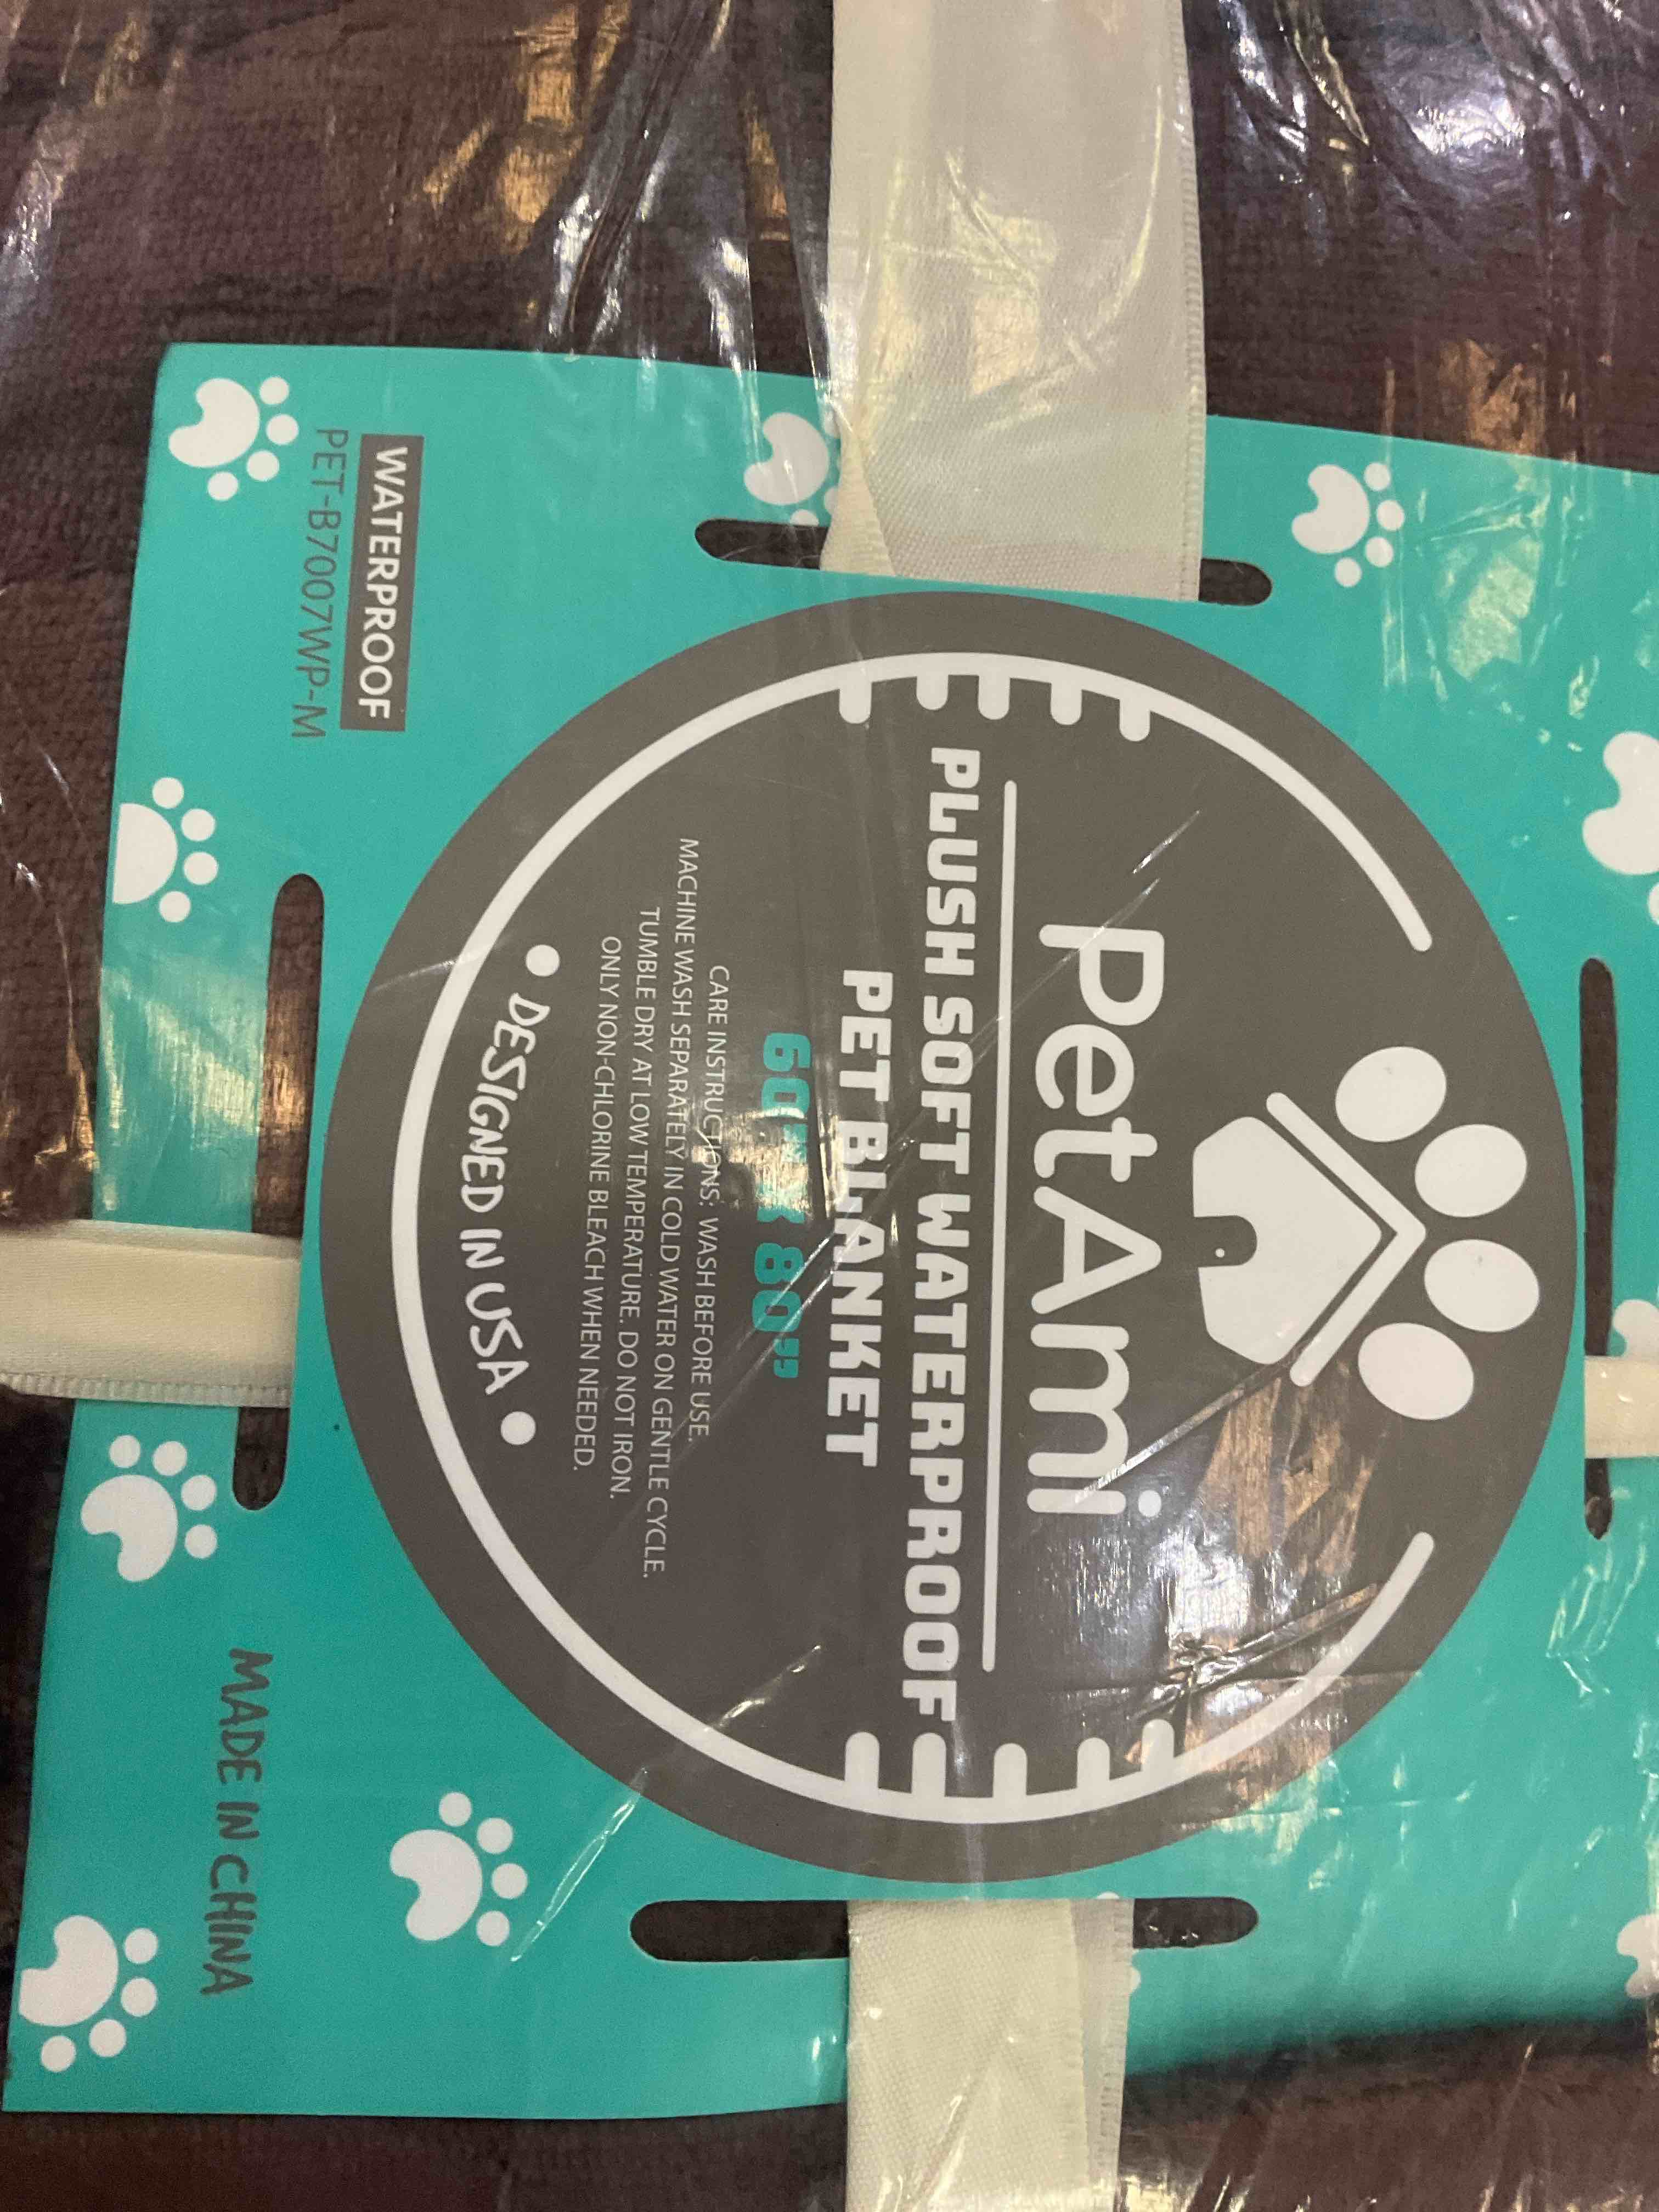 PetAmi
PLUSH SOFT WATERPROOF
PET BLANKET
60" x 80"
CARE INSTRUCTIONS: WASH BEFORE USE.
MACHINE WASH SEPARATELY IN COLD WATER ON GENTLE CYCLE.
TUMBLE DRY AT LOW TEMPERATURE. DO NOT IRON.
ONLY NON-CHLORINE BLEACH WHEN NEEDED.
• DESIGNED IN USA •
WATERPROOF
PET-B7007WP-M
MADE IN CHINA